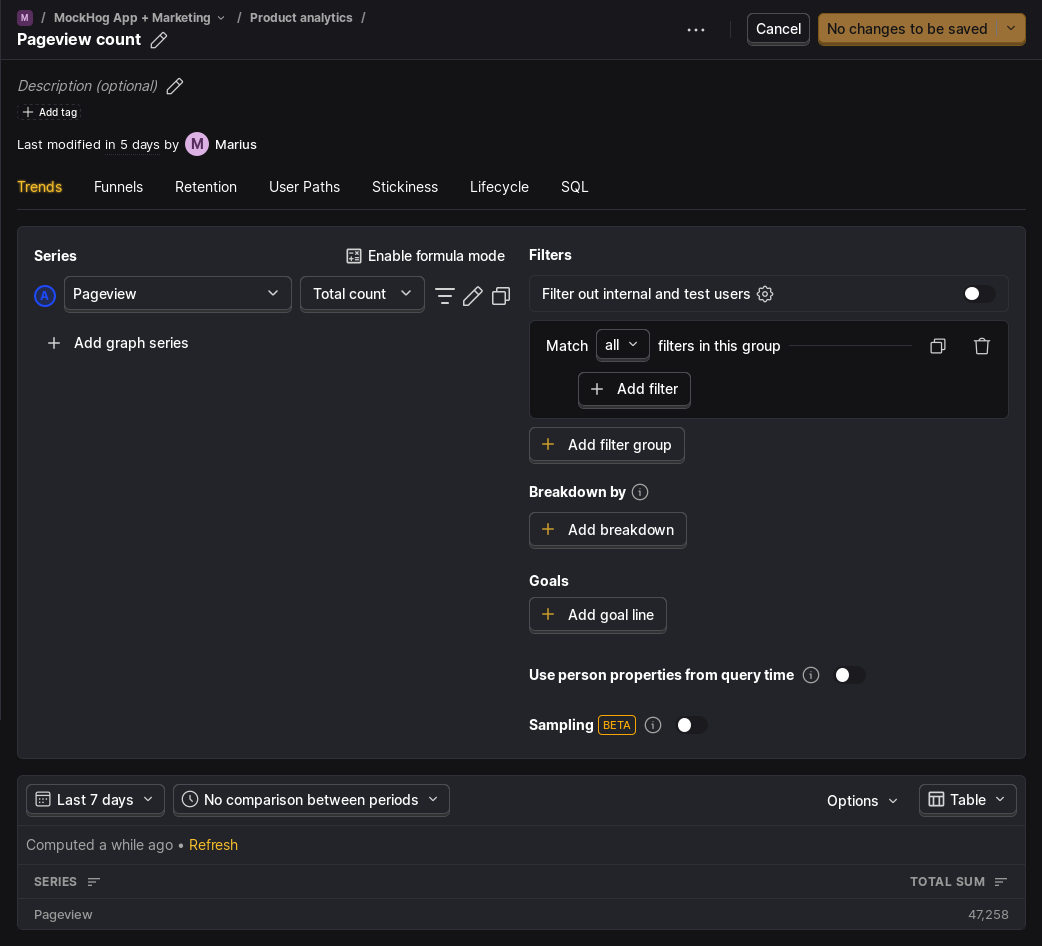 M / MockHog App + Marketing / Product analytics /
Pageview count
Cancel
No changes to be saved
Description (optional)
Add tag
Last modified in 5 days by M Marius
Trends Funnels Retention User Paths Stickiness Lifecycle SQL
Series
Enable formula mode
A Pageview Total count
Add graph series
Filters
Filter out internal and test users
Match all filters in this group
Add filter
Add filter group
Breakdown by
Add breakdown
Goals
Add goal line
Use person properties from query time
Sampling BETA
Last 7 days No comparison between periods Options Table
Computed a while ago • Refresh
SERIES TOTAL SUM
Pageview 47,258